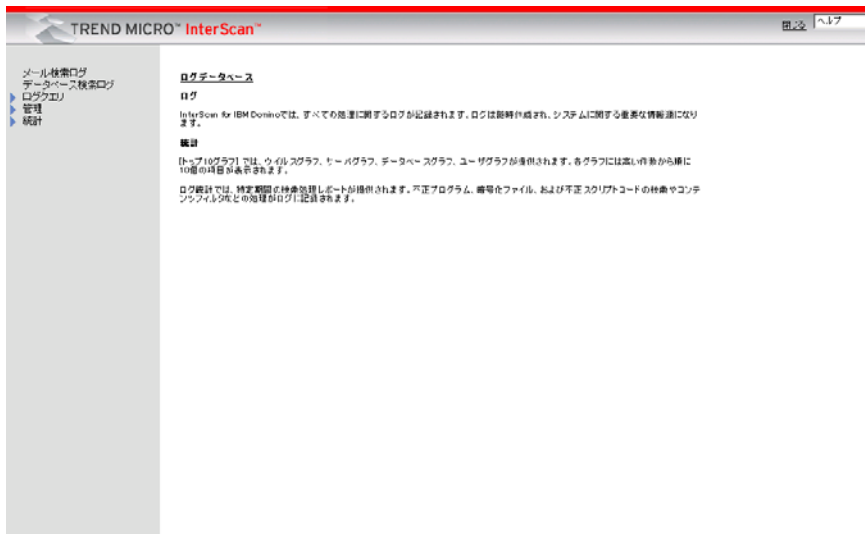 TREND MICRO™ InterScan™
閉じる
ヘルプ
メール検索ログ
データベース検索ログ
ログクエリ
管理
統計
ログデータベース
ログ
InterScan for IBM Dominoでは、すべての処理に関するログが記録されます。ログは随時作成され、システムに関する重要な情報源になり
ます。
統計
[トップ10グラフ] では、ウイルスグラフ、サーバグラフ、データベースグラフ、ユーザグラフが提供されます。各グラフには高い件数から順に
10個の項目が表示されます。
ログ統計では、特定期間の検索処理レポートが提供されます。不正プログラム、暗号化ファイル、および不正スクリプトコードの検索やコンテ
ンツフィルタなどの処理がログに記録されます。